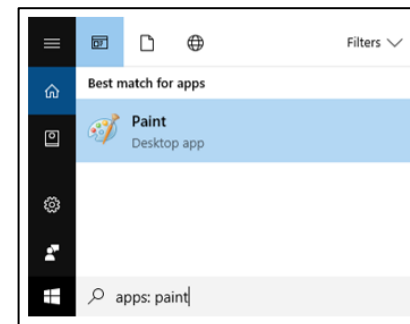 Filters
Best match for apps
Paint
Desktop app
apps: paint